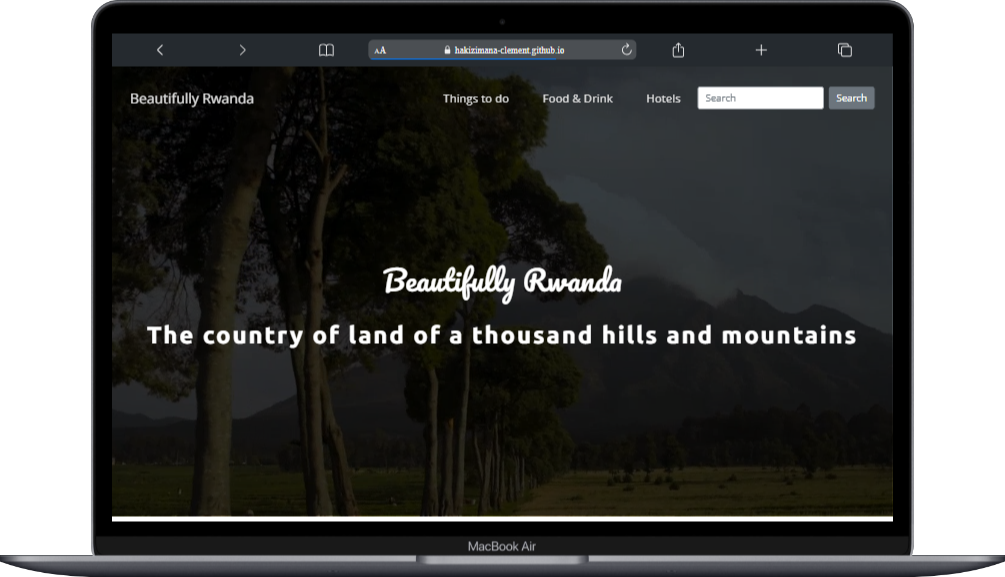 AA hakizimana-clement.github.io
Beautifully Rwanda Things to do Food & Drink Hotels Search Search
Beautifully Rwanda
The country of land of a thousand hills and mountains
MacBook Air